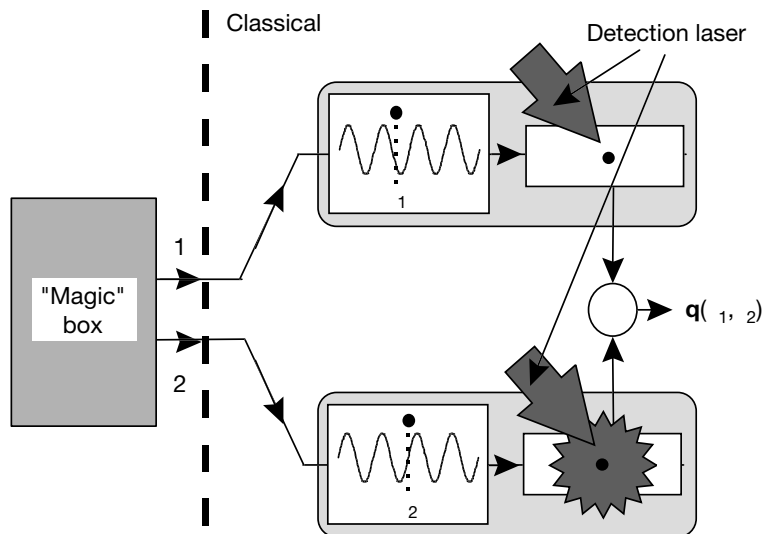 Classical
Detection laser
1
1
"Magic"
box
q( 1, 2)
2
2